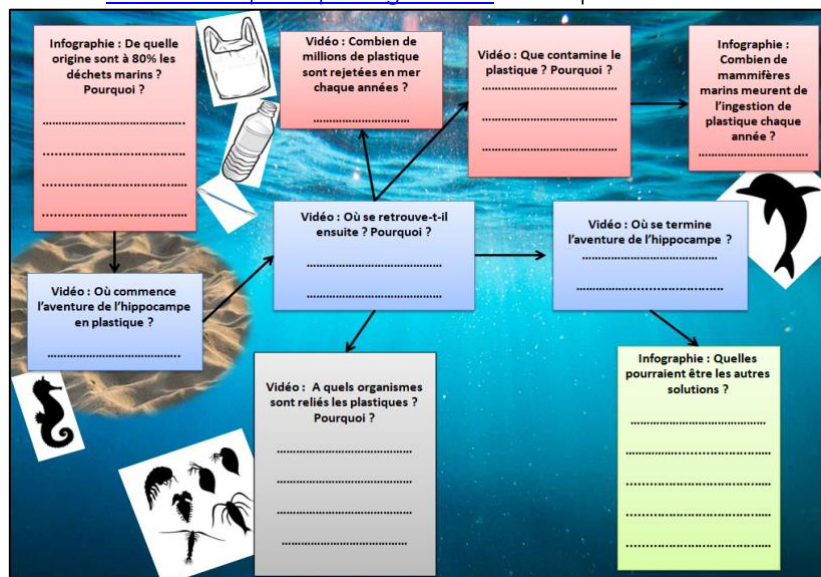 Infographie : De quelle
origine sont à 80% les
déchets marins ?
Pourquoi ?
Vidéo : Combien de
millions de plastique
sont rejetées en mer
chaque années ?
Vidéo : Que contamine le
plastique ? Pourquoi ?
Infographie :
Combien de
mammifères
marins meurent de
l'ingestion de
plastique chaque
année ?
Vidéo : Où commence
l'aventure de l'hippocampe
en plastique ?
Vidéo : Où se retrouve-t-il
ensuite ? Pourquoi ?
Vidéo : Où se termine
l'aventure de l'hippocampe ?
Vidéo : A quels organismes
sont reliés les plastiques ?
Pourquoi ?
Infographie : Quelles
pourraient être les autres
solutions ?